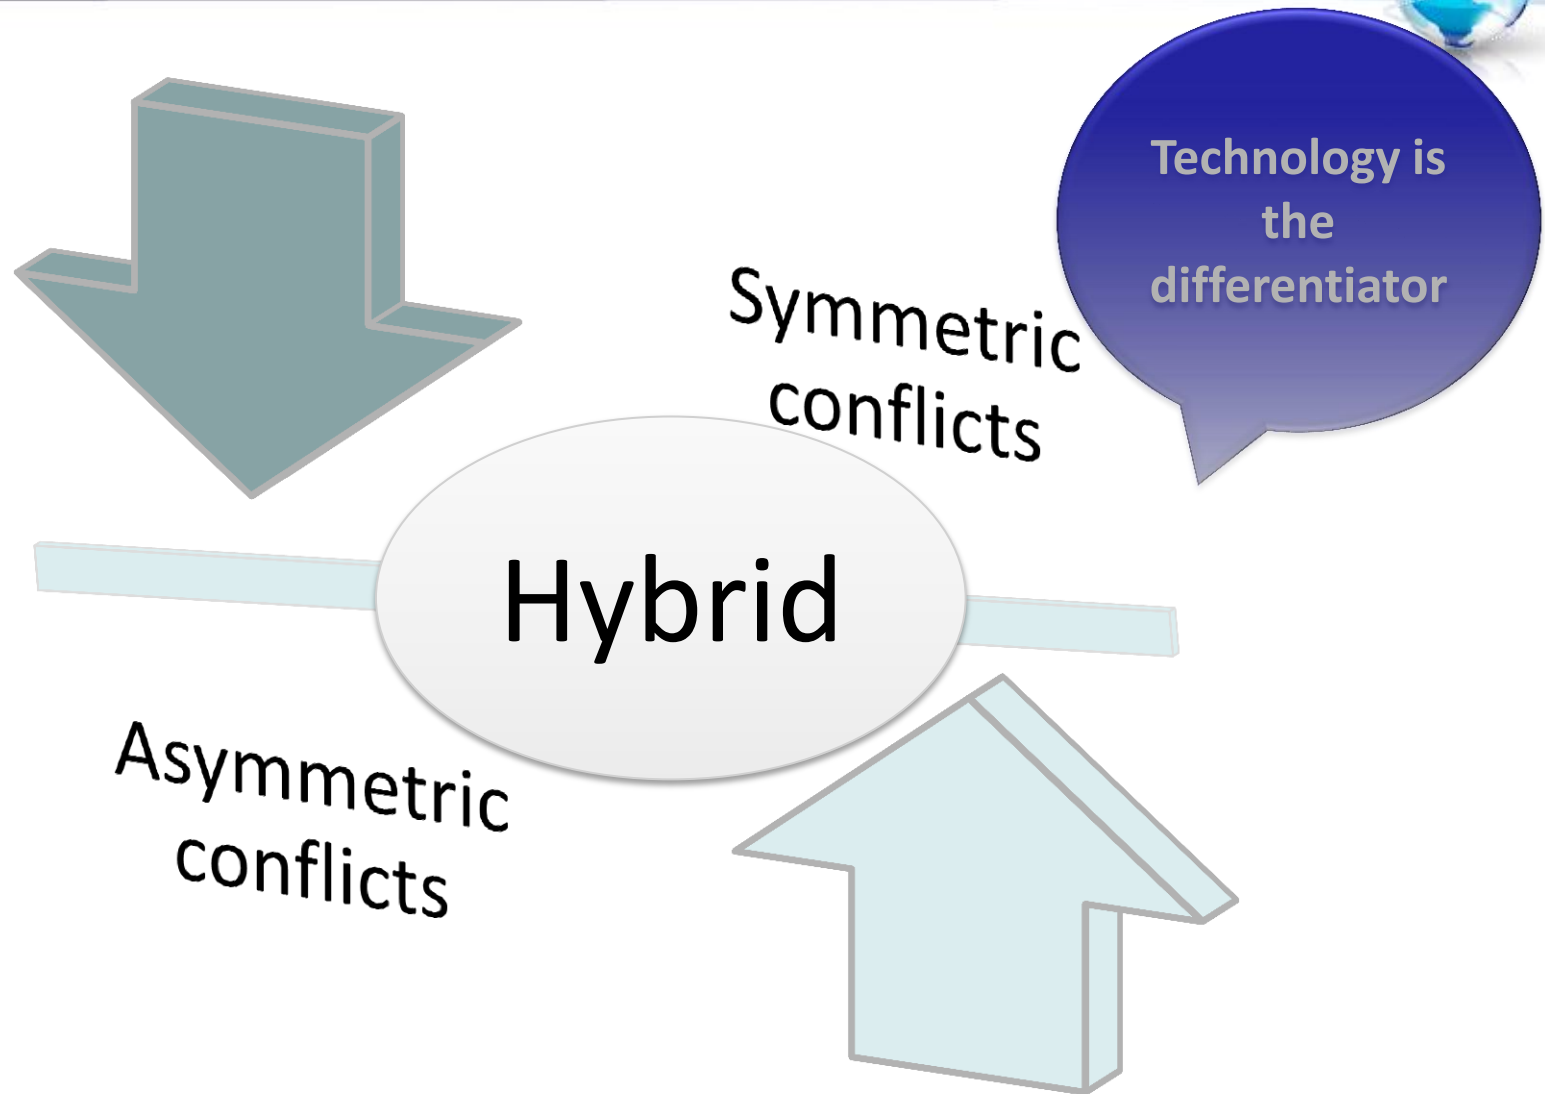 Technology is
the
differentiator
Symmetric
conflicts
Hybrid
Asymmetric
conflicts